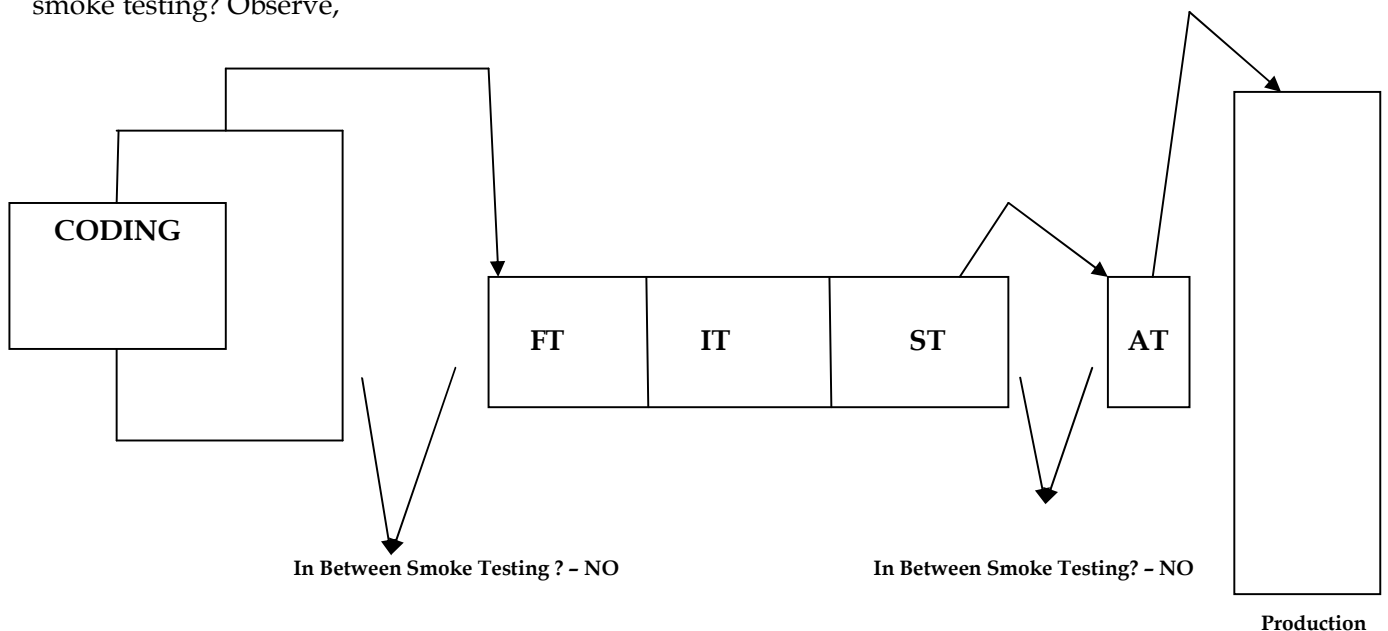 smoke testing? Observe,
CODING
FT IT ST AT
In Between Smoke Testing ? – NO
In Between Smoke Testing? – NO
Production